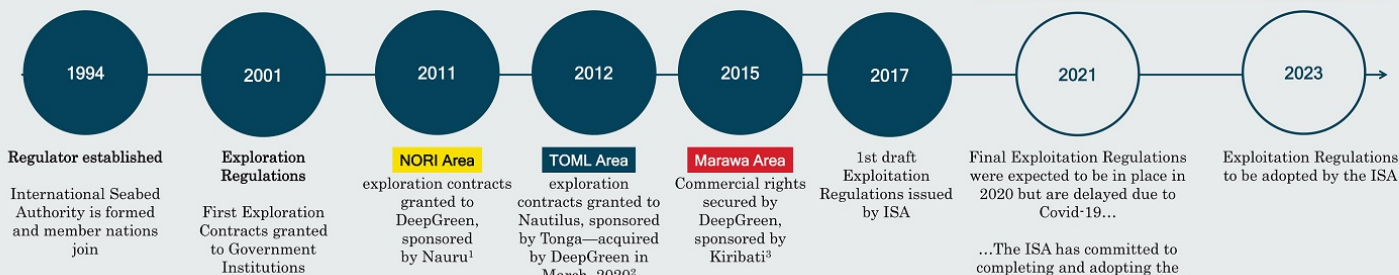 1994
2001
2011
2012
2015
2017
2021
2023
Regulator established
International Seabed
Authority is formed
and member nations
join
Exploration
Regulations
First Exploration
Contracts granted
to Government
Institutions
NORI Area
exploration contracts
granted to
DeepGreen,
sponsored
by Nauru¹
TOML Area
exploration
contracts granted to
Nautilus, sponsored
by Tonga—acquired
by DeepGreen in
March, 2020²
Marawa Area
Commercial rights
secured by
DeepGreen,
sponsored by
Kiribati³
1st draft
Exploitation
Regulations issued
by ISA
Final Exploitation Regulations
were expected to be in place in
2020 but are delayed due to
Covid-19…
…The ISA has committed to
completing and adopting the
Exploitation Regulations
to be adopted by the ISA